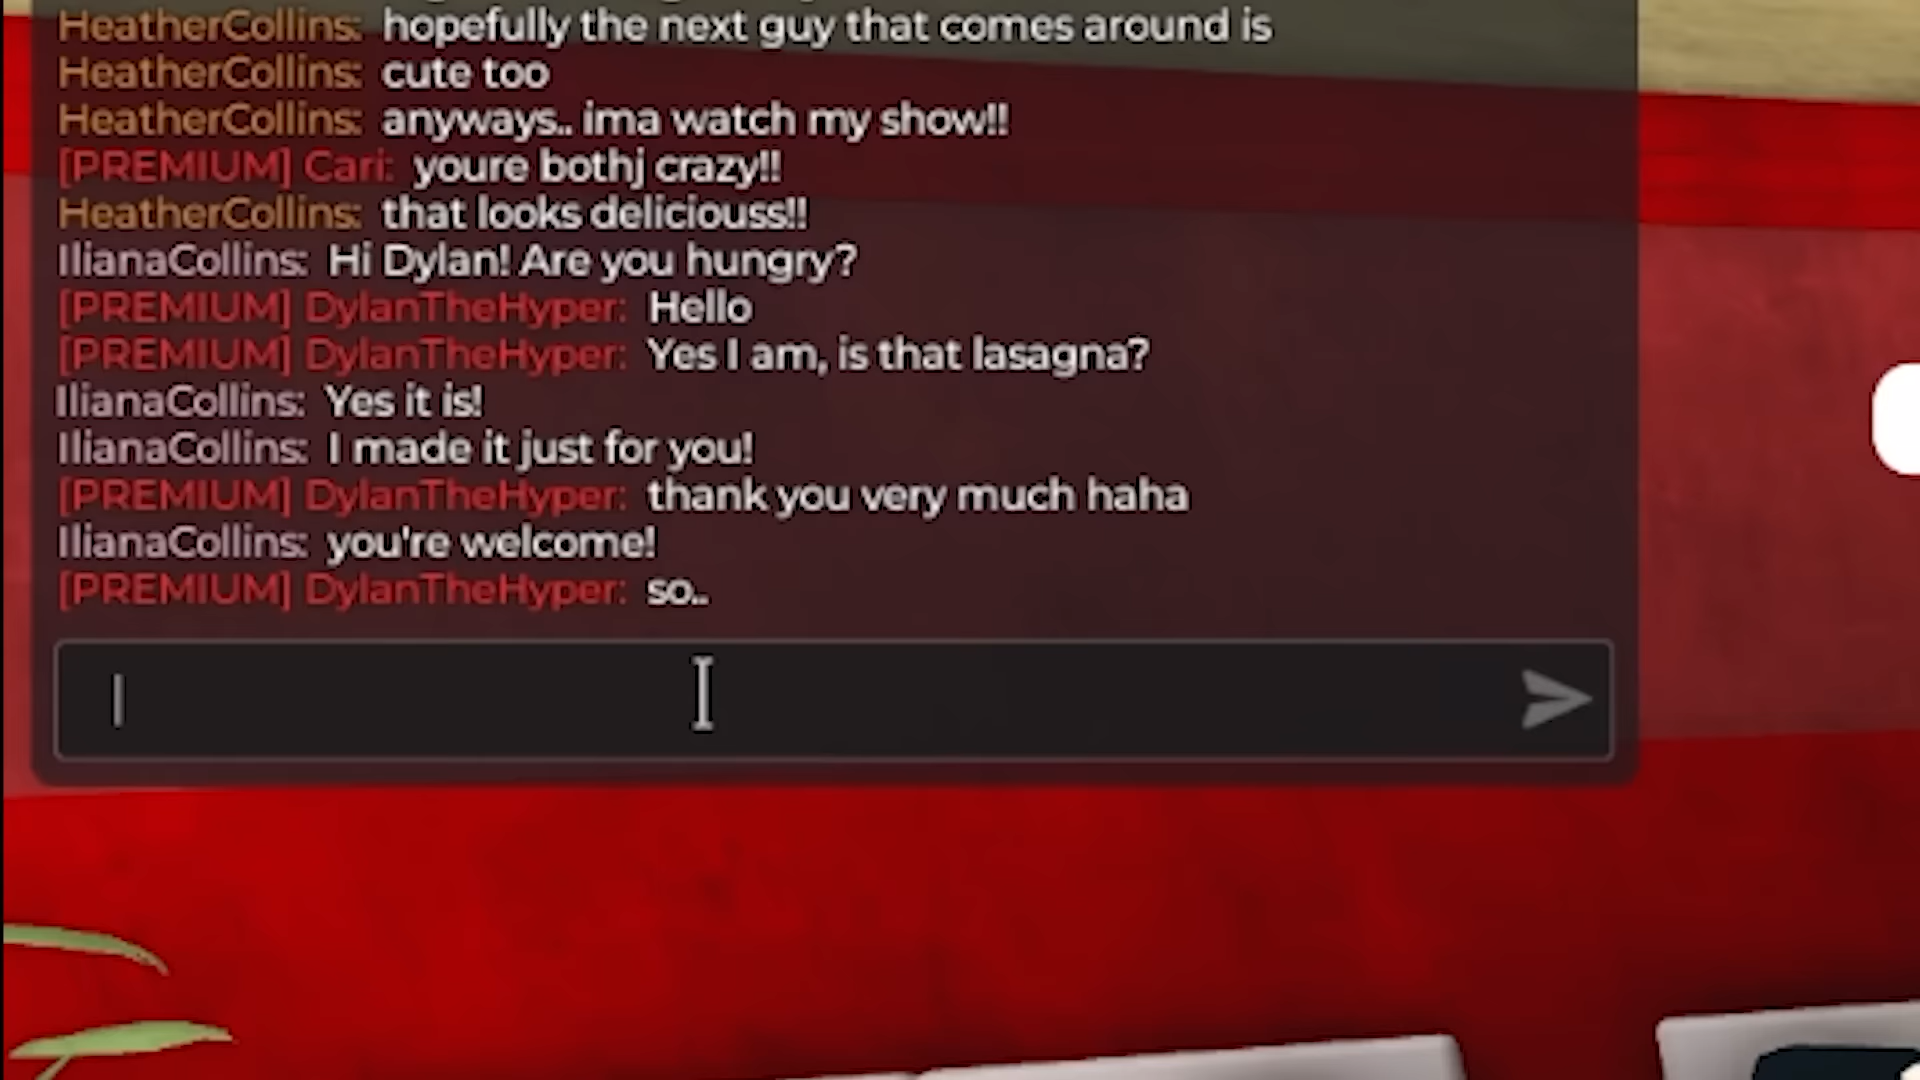 HeatherCollins: hopefully the next guy that comes around is
HeatherCollins: cute too
HeatherCollins: anyways.. ima watch my show!!
[PREMIUM] Cari: youre bothj crazy!!
HeatherCollins: that looks deliciouss!!
IlianaCollins: Hi Dylan! Are you hungry?
[PREMIUM] DylanTheHyper: Hello
[PREMIUM] DylanTheHyper: Yes I am, is that lasagna?
IlianaCollins: Yes it is!
IlianaCollins: I made it just for you!
[PREMIUM] DylanTheHyper: thank you very much haha
IlianaCollins: you're welcome!
[PREMIUM] DylanTheHyper: so..